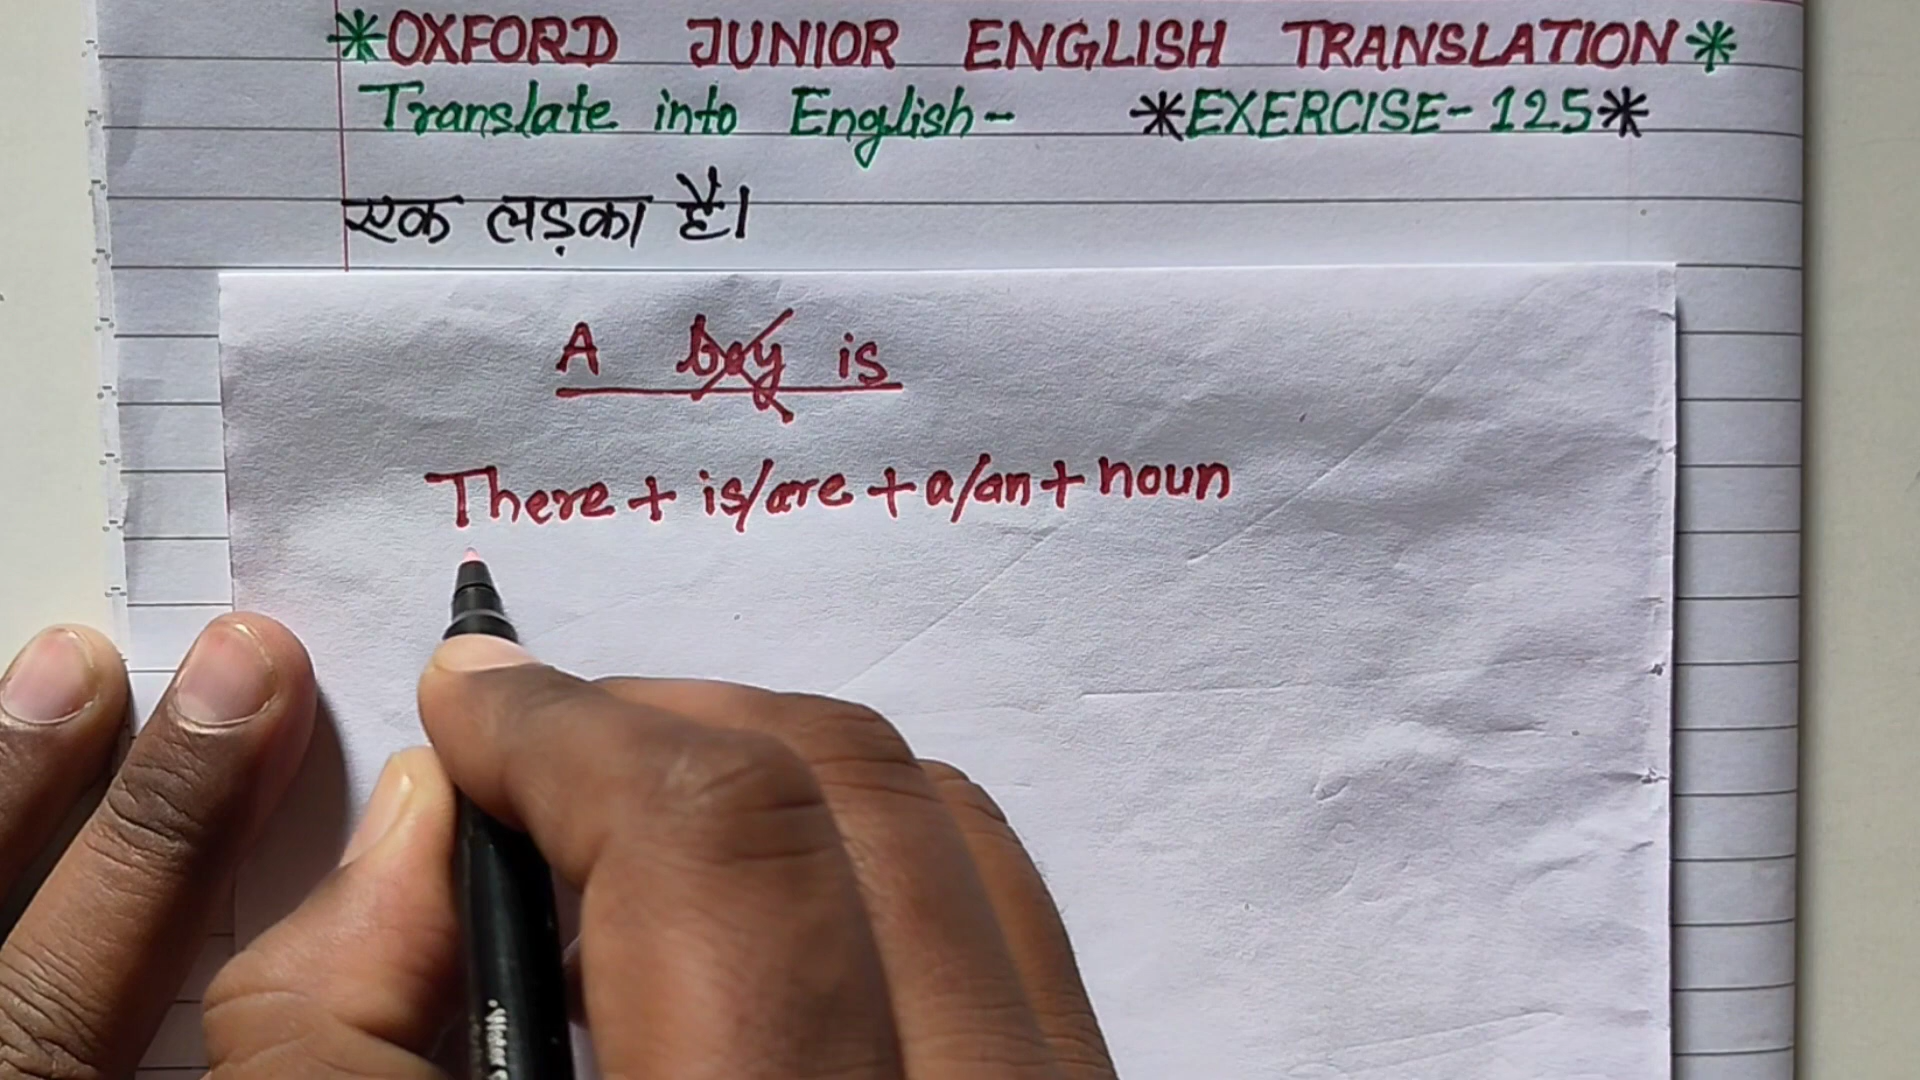 *OXFORD JUNIOR ENGLISH TRANSLATION*
Translate into English- *EXERCISE-125*
एक लड़का है।
A boy is
There + is/are + a/an + noun